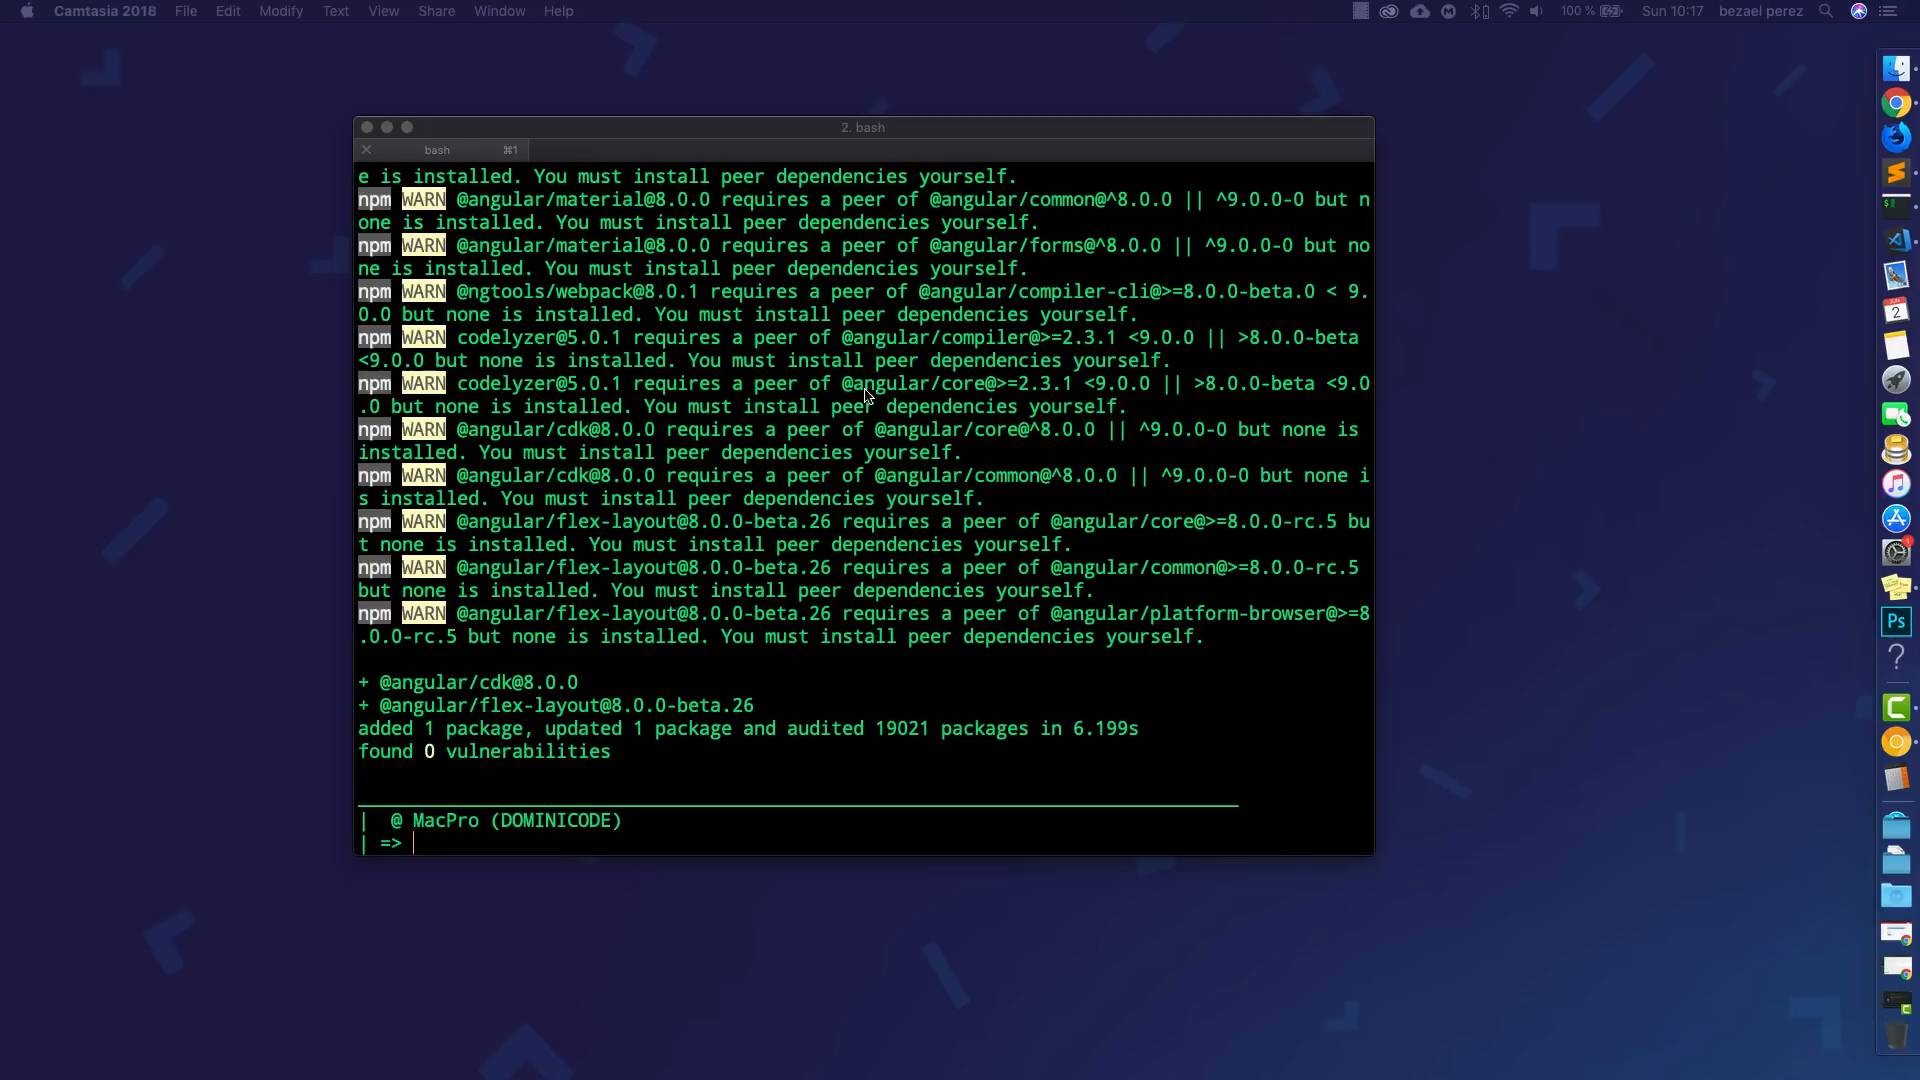 Camtasia 2018 File Edit Modify Text View Share Window Help 100 % Sun 10:17 bezael perez
2. bash
bash ⌘1
e is installed. You must install peer dependencies yourself.
npm WARN @angular/material@8.0.0 requires a peer of @angular/common@^8.0.0 || ^9.0.0-0 but n
one is installed. You must install peer dependencies yourself.
npm WARN @angular/material@8.0.0 requires a peer of @angular/forms@^8.0.0 || ^9.0.0-0 but no
ne is installed. You must install peer dependencies yourself.
npm WARN @ngtools/webpack@8.0.1 requires a peer of @angular/compiler-cli@>=8.0.0-beta.0 < 9.
0.0 but none is installed. You must install peer dependencies yourself.
npm WARN codelyzer@5.0.1 requires a peer of @angular/compiler@>=2.3.1 <9.0.0 || >8.0.0-beta
<9.0.0 but none is installed. You must install peer dependencies yourself.
npm WARN codelyzer@5.0.1 requires a peer of @angular/core@>=2.3.1 <9.0.0 || >8.0.0-beta <9.0
.0 but none is installed. You must install peer dependencies yourself.
npm WARN @angular/cdk@8.0.0 requires a peer of @angular/core@^8.0.0 || ^9.0.0-0 but none is
installed. You must install peer dependencies yourself.
npm WARN @angular/cdk@8.0.0 requires a peer of @angular/common@^8.0.0 || ^9.0.0-0 but none i
s installed. You must install peer dependencies yourself.
npm WARN @angular/flex-layout@8.0.0-beta.26 requires a peer of @angular/core@>=8.0.0-rc.5 bu
t none is installed. You must install peer dependencies yourself.
npm WARN @angular/flex-layout@8.0.0-beta.26 requires a peer of @angular/common@>=8.0.0-rc.5
but none is installed. You must install peer dependencies yourself.
npm WARN @angular/flex-layout@8.0.0-beta.26 requires a peer of @angular/platform-browser@>=8
.0.0-rc.5 but none is installed. You must install peer dependencies yourself.
+ @angular/cdk@8.0.0
+ @angular/flex-layout@8.0.0-beta.26
added 1 package, updated 1 package and audited 19021 packages in 6.199s
found 0 vulnerabilities
| @ MacPro (DOMINICODE)
| =>
JUN
2
1
Ps
?